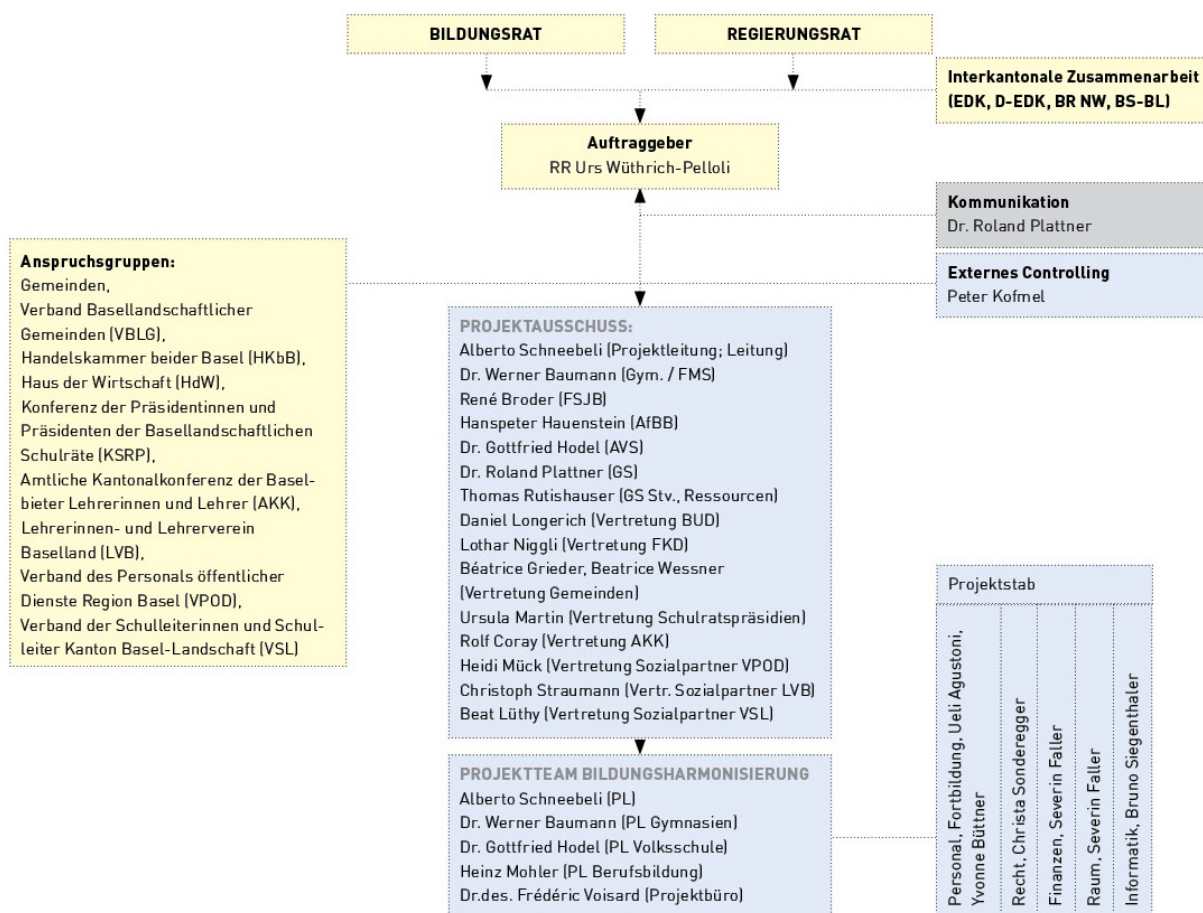 BILDUNGSRAT
REGIERUNGSRAT
Interkantonale Zusammenarbeit
(EDK, D-EDK, BR NW, BS-BL)
Auftraggeber
RR Urs Wüthrich-Pelloli
Kommunikation
Dr. Roland Plattner
Externes Controlling
Peter Kofmel
Anspruchsgruppen:
Gemeinden,
Verband Basellandschaftlicher
Gemeinden (VBLG),
Handelskammer beider Basel (HKbB),
Haus der Wirtschaft (HdW),
Konferenz der Präsidentinnen und
Präsidenten der Basellandschaftlichen
Schulräte (KSRP),
Amtliche Kantonalkonferenz der Basel-
bieter Lehrerinnen und Lehrer (AKK),
Lehrerinnen- und Lehrerverein
Baselland (LVB),
Verband des Personals öffentlicher
Dienste Region Basel (VPOD),
Verband der Schulleiterinnen und Schul-
leiter Kanton Basel-Landschaft (VSL)
PROJEKTAUSSCHUSS:
Alberto Schneebeli (Projektleitung; Leitung)
Dr. Werner Baumann (Gym. / FMS)
René Broder (FSJB)
Hanspeter Hauenstein (AfBB)
Dr. Gottfried Hodel (AVS)
Dr. Roland Plattner (GS)
Thomas Rutishauser (GS Stv., Ressourcen)
Daniel Longerich (Vertretung BUD)
Lothar Niggli (Vertretung FKD)
Béatrice Grieder, Beatrice Wessner
(Vertretung Gemeinden)
Ursula Martin (Vertretung Schulratspräsidien)
Rolf Coray (Vertretung AKK)
Heidi Mück (Vertretung Sozialpartner VPOD)
Christoph Straumann (Vertr. Sozialpartner LVB)
Beat Lüthy (Vertretung Sozialpartner VSL)
PROJEKTTEAM BILDUNGSHARMONISIERUNG
Alberto Schneebeli (PL)
Dr. Werner Baumann (PL Gymnasien)
Dr. Gottfried Hodel (PL Volksschule)
Heinz Mohler (PL Berufsbildung)
Dr.des. Frédéric Voisard (Projektbüro)
Projektstab
Personal, Fortbildung, Ueli Agustoni,
Yvonne Büttner
Recht, Christa Sonderegger
Finanzen, Severin Faller
Raum, Severin Faller
Informatik, Bruno Siegenthaler